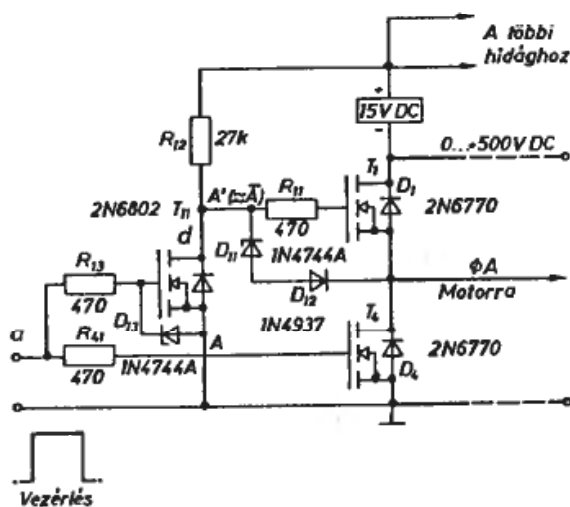 A többi
hidághoz
+
15V DC
-
R12
27k
0...+500V DC
2N6802
T11
A'(≈Ā)
R11
T1
D1
2N6770
d
470
R13
D11
1N4744A
ΦA
470
D12
Motorra
D13
1N4937
T4
a
R41
A
2N6770
470
1N4744A
D4
Vezérlés